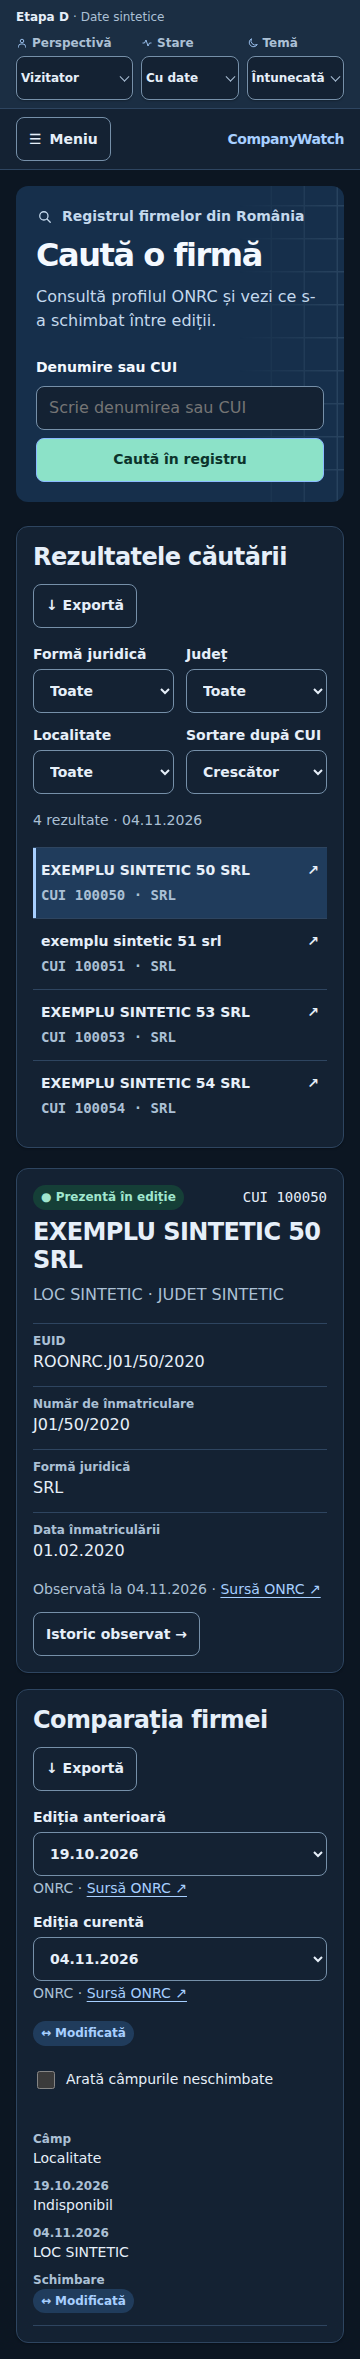 Etapa D · Date sintetice
Perspectivă Stare Temă
Vizitator Cu date Întunecată
☰ Meniu CompanyWatch
Registrul firmelor din România
Caută o firmă
Consultă profilul ONRC și vezi ce s-
a schimbat între ediții.
Denumire sau CUI
Scrie denumirea sau CUI
Caută în registru
Rezultatele căutării
↓ Exportă
Formă juridică Județ
Toate Toate
Localitate Sortare după CUI
Toate Crescător
4 rezultate · 04.11.2026
EXEMPLU SINTETIC 50 SRL ↗
CUI 100050 · SRL
exemplu sintetic 51 srl ↗
CUI 100051 · SRL
EXEMPLU SINTETIC 53 SRL ↗
CUI 100053 · SRL
EXEMPLU SINTETIC 54 SRL ↗
CUI 100054 · SRL
● Prezentă în ediție CUI 100050
EXEMPLU SINTETIC 50
SRL
LOC SINTETIC · JUDET SINTETIC
EUID
ROONRC.J01/50/2020
Număr de înmatriculare
J01/50/2020
Formă juridică
SRL
Data înmatriculării
01.02.2020
Observată la 04.11.2026 · Sursă ONRC ↗
Istoric observat →
Comparația firmei
↓ Exportă
Ediția anterioară
19.10.2026
ONRC · Sursă ONRC ↗
Ediția curentă
04.11.2026
ONRC · Sursă ONRC ↗
↔ Modificată
Arată câmpurile neschimbate
Câmp
Localitate
19.10.2026
Indisponibil
04.11.2026
LOC SINTETIC
Schimbare
↔ Modificată